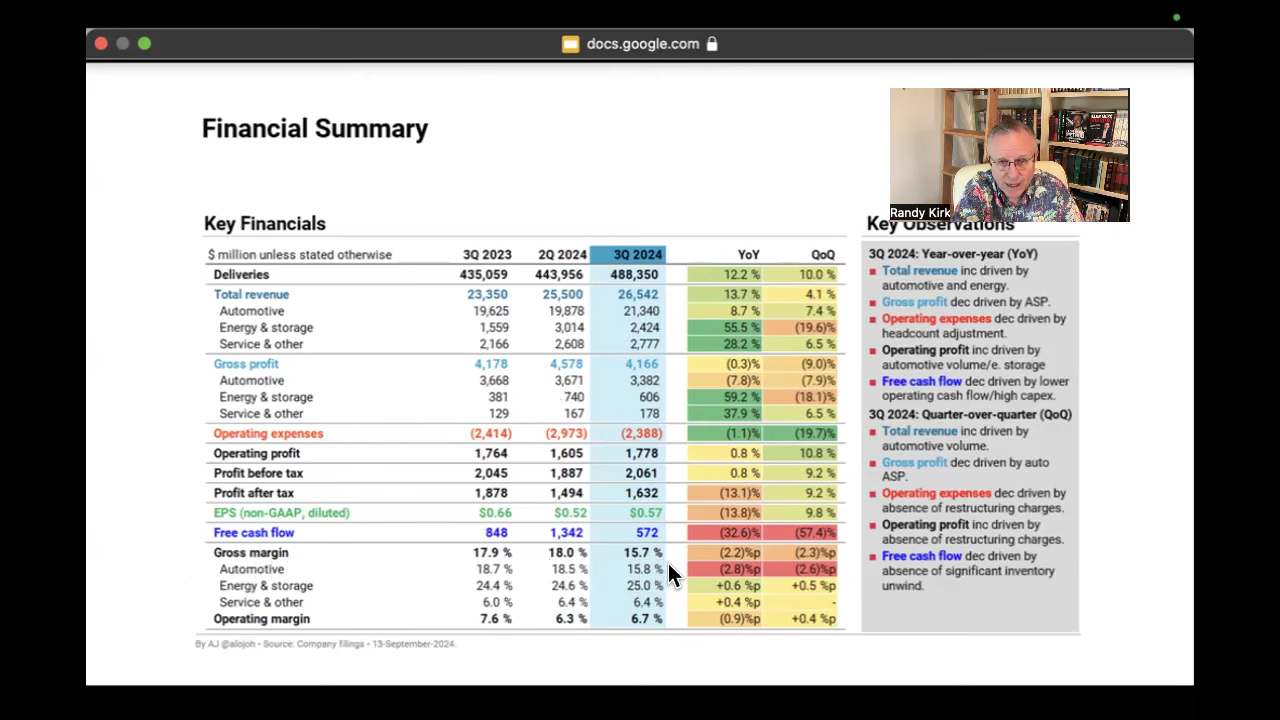 docs.google.com
Financial Summary
Randy Kirk
Key Financials
$ million unless stated otherwise 3Q 2023 2Q 2024 3Q 2024 YoY QoQ
Deliveries 435,059 443,956 488,350 12.2 % 10.0 %
Total revenue 23,350 25,500 26,542 13.7 % 4.1 %
Automotive 19,625 19,878 21,340 8.7 % 7.4 %
Energy & storage 1,559 3,014 2,424 55.5 % (19.6)%
Service & other 2,166 2,608 2,777 28.2 % 6.5 %
Gross profit 4,178 4,578 4,166 (0.3)% (9.0)%
Automotive 3,668 3,671 3,382 (7.8)% (7.9)%
Energy & storage 381 740 606 59.2 % (18.1)%
Service & other 129 167 178 37.9 % 6.5 %
Operating expenses (2,414) (2,973) (2,388) (1.1)% (19.7)%
Operating profit 1,764 1,605 1,778 0.8 % 10.8 %
Profit before tax 2,045 1,887 2,061 0.8 % 9.2 %
Profit after tax 1,878 1,494 1,632 (13.1)% 9.2 %
EPS (non-GAAP, diluted) $0.66 $0.52 $0.57 (13.8)% 9.8 %
Free cash flow 848 1,342 572 (32.6)% (57.4)%
Gross margin 17.9 % 18.0 % 15.7 % (2.2)%p (2.3)%p
Automotive 18.7 % 18.5 % 15.8 % (2.8)%p (2.6)%p
Energy & storage 24.4 % 24.6 % 25.0 % +0.6 %p +0.5 %p
Service & other 6.0 % 6.4 % 6.4 % +0.4 %p -
Operating margin 7.6 % 6.3 % 6.7 % (0.9)%p +0.4 %p
By AJ @alojoh • Source: Company filings • 13-September-2024.
Key Observations
3Q 2024: Year-over-year (YoY)
Total revenue inc driven by
automotive and energy.
Gross profit dec driven by ASP.
Operating expenses dec driven by
headcount adjustment.
Operating profit inc driven by
automotive volume/e. storage
Free cash flow dec driven by lower
operating cash flow/high capex.
3Q 2024: Quarter-over-quarter (QoQ)
Total revenue inc driven by
automotive volume.
Gross profit dec driven by auto
ASP.
Operating expenses dec driven by
absence of restructuring charges.
Operating profit inc driven by
absence of restructuring charges.
Free cash flow dec driven by
absence of significant inventory
unwind.